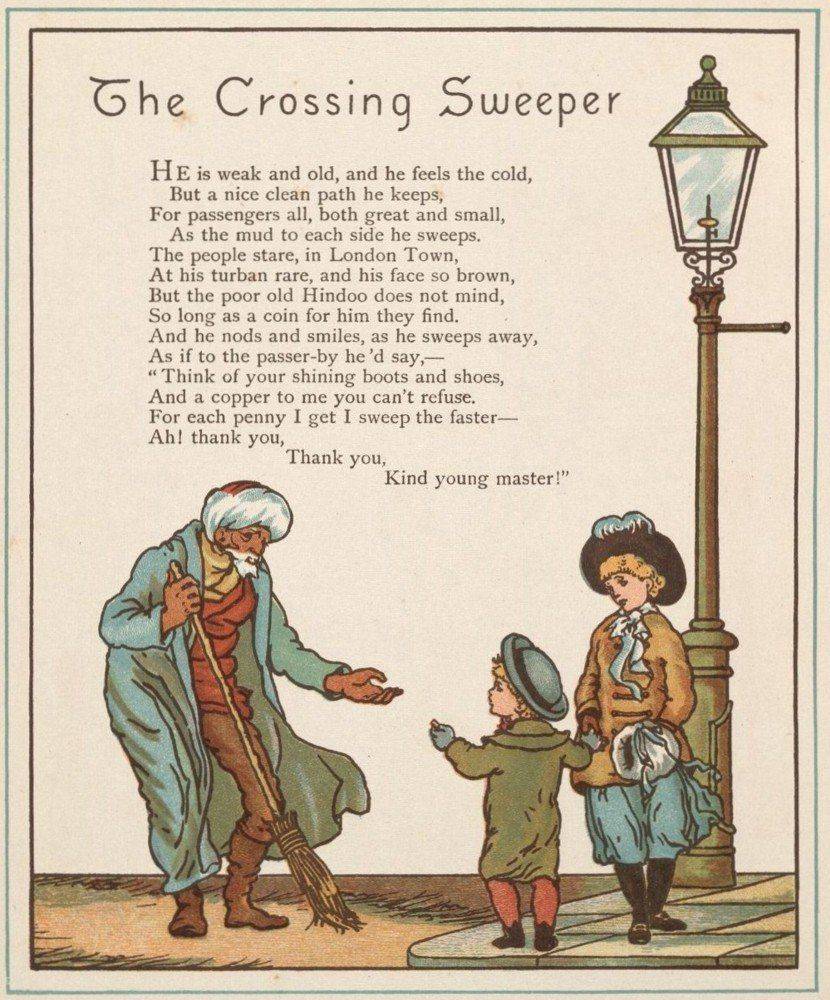 The Crossing Sweeper
HE is weak and old, and he feels the cold,
But a nice clean path he keeps,
For passengers all, both great and small,
As the mud to each side he sweeps.
The people stare, in London Town,
At his turban rare, and his face so brown,
But the poor old Hindoo does not mind,
So long as a coin for him they find.
And he nods and smiles, as he sweeps away,
As if to the passer-by he'd say,—
"Think of your shining boots and shoes,
And a copper to me you can't refuse.
For each penny I get I sweep the faster—
Ah! thank you,
Thank you,
Kind young master!"